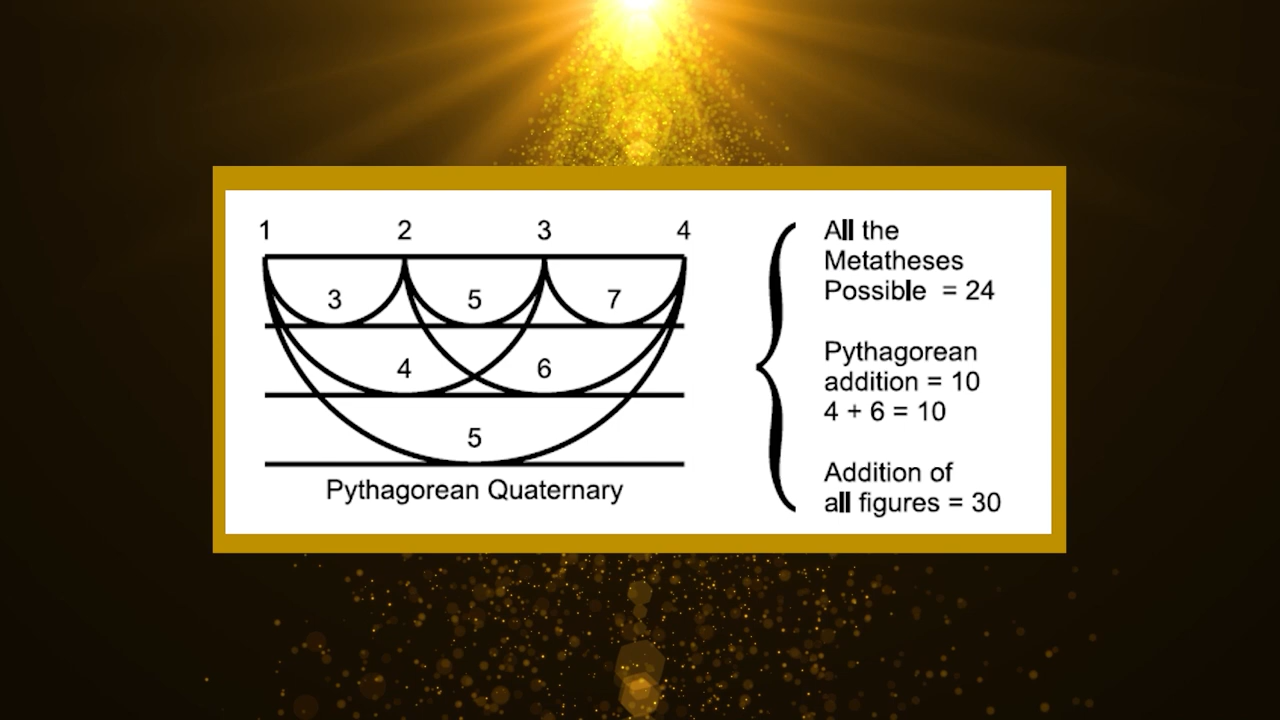 1 2 3 4
3 5 7
4 6
5
Pythagorean Quaternary
All the
Metatheses
Possible = 24
Pythagorean
addition = 10
4 + 6 = 10
Addition of
all figures = 30